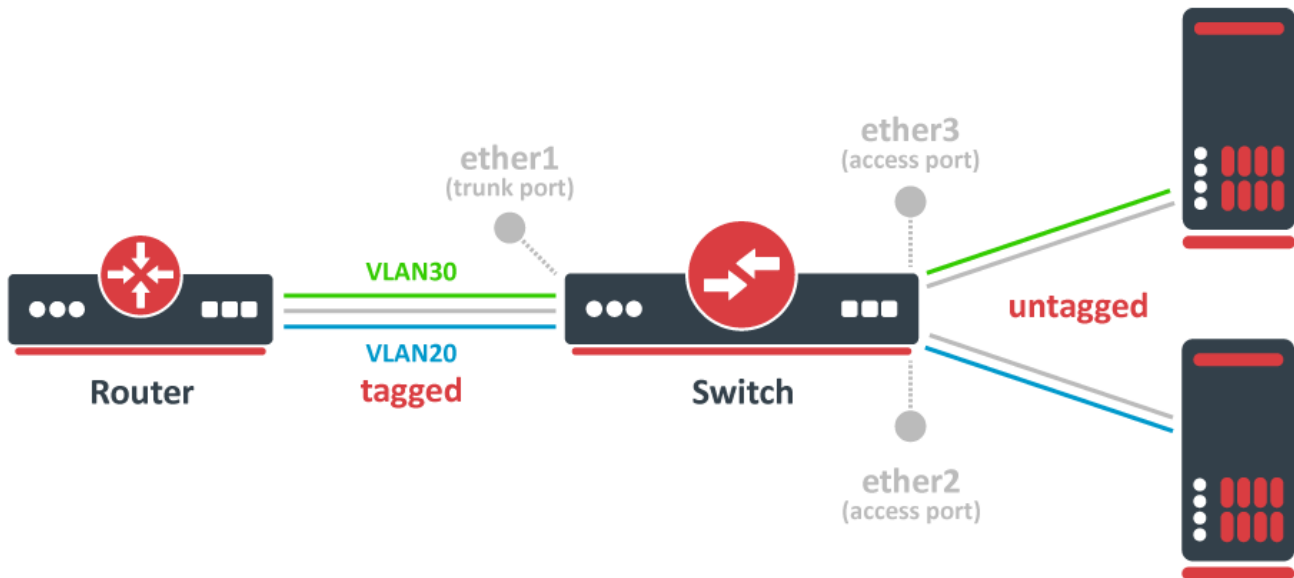 ether3
(access port)
ether1
(trunk port)
VLAN30
untagged
VLAN20
tagged
Router
Switch
ether2
(access port)